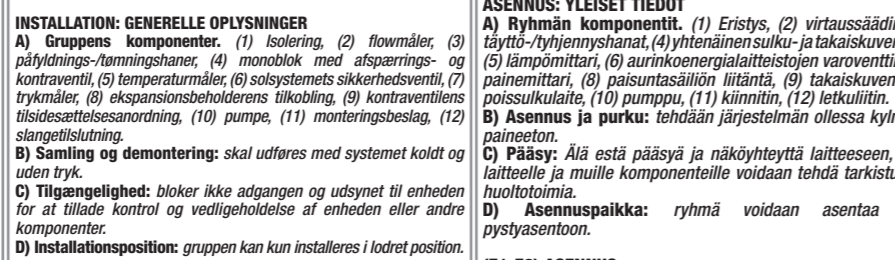 INSTALLATION: GENERELLE OPLYSNINGER
A) Gruppens komponenter. (1) Isolering, (2) flowmåler, (3)
påfyldnings-/tømningshaner, (4) monoblok med afspærrings- og
kontraventil, (5) temperaturmåler, (6) solsystemets sikkerhedsventil, (7)
trykmåler, (8) ekspansionsbeholderens tilkobling, (9) kontraventilens
tilsidesættelsesanordning, (10) pumpe, (11) monteringsbeslag, (12)
slangetilslutning.
B) Samling og demontering: skal udføres med systemet koldt og
uden tryk.
C) Tilgængelighed: bloker ikke adgangen og udsynet til enheden
for at tillade kontrol og vedligeholdelse af enheden eller andre
komponenter.
D) Installationsposition: gruppen kan kun installeres i lodret position.
ASENNUS: YLEISET TIEDOT
A) Ryhmän komponentit. (1) Eristys, (2) virtaussäädin
täyttö-/tyhjennyshanat, (4) yhtenäinen sulku- ja takaiskuven
(5) lämpömittari, (6) aurinkoenergialaitteistojen varoventtii
painemittari, (8) paisuntasäiliön liitäntä, (9) takaiskuven
poissulkulaite, (10) pumppu, (11) kiinnitin, (12) letkuliitin.
B) Asennus ja purku: tehdään järjestelmän ollessa kylm
paineeton.
C) Pääsy: Älä estä pääsyä ja näköyhteyttä laitteeseen,
laitteelle ja muille komponenteille voidaan tehdä tarkistu
huoltotoimia.
D) Asennuspaikka: ryhmä voidaan asentaa
pystyasentoon.